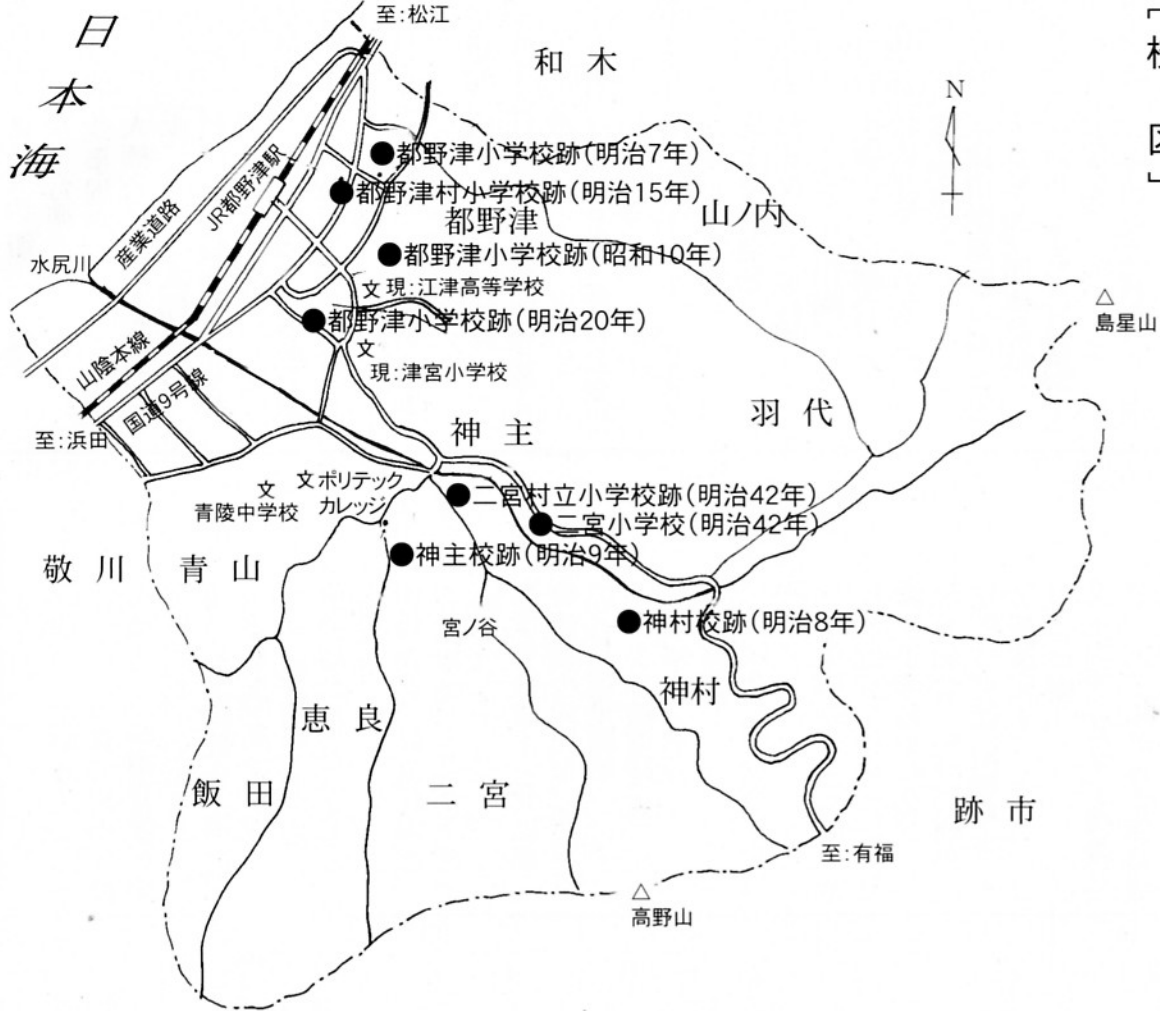 日本海
至:松江
和木
N
都野津小学校跡(明治7年)
JR都野津駅
都野津村小学校跡(明治15年)
産業道路
都野津
山ノ内
都野津小学校跡(昭和10年)
水尻川
文 現:江津高等学校
島星山
都野津小学校跡(明治20年)
山陰本線
文
現:津宮小学校
国道9号線
羽代
神主
至:浜田
文 ポリテック
カレッジ
文
青陵中学校
二宮村立小学校跡(明治42年)
二宮小学校(明治42年)
神主校跡(明治9年)
敬川
青山
宮ノ谷
神村校跡(明治8年)
神村
恵良
飯田
二宮
跡市
至:有福
高野山